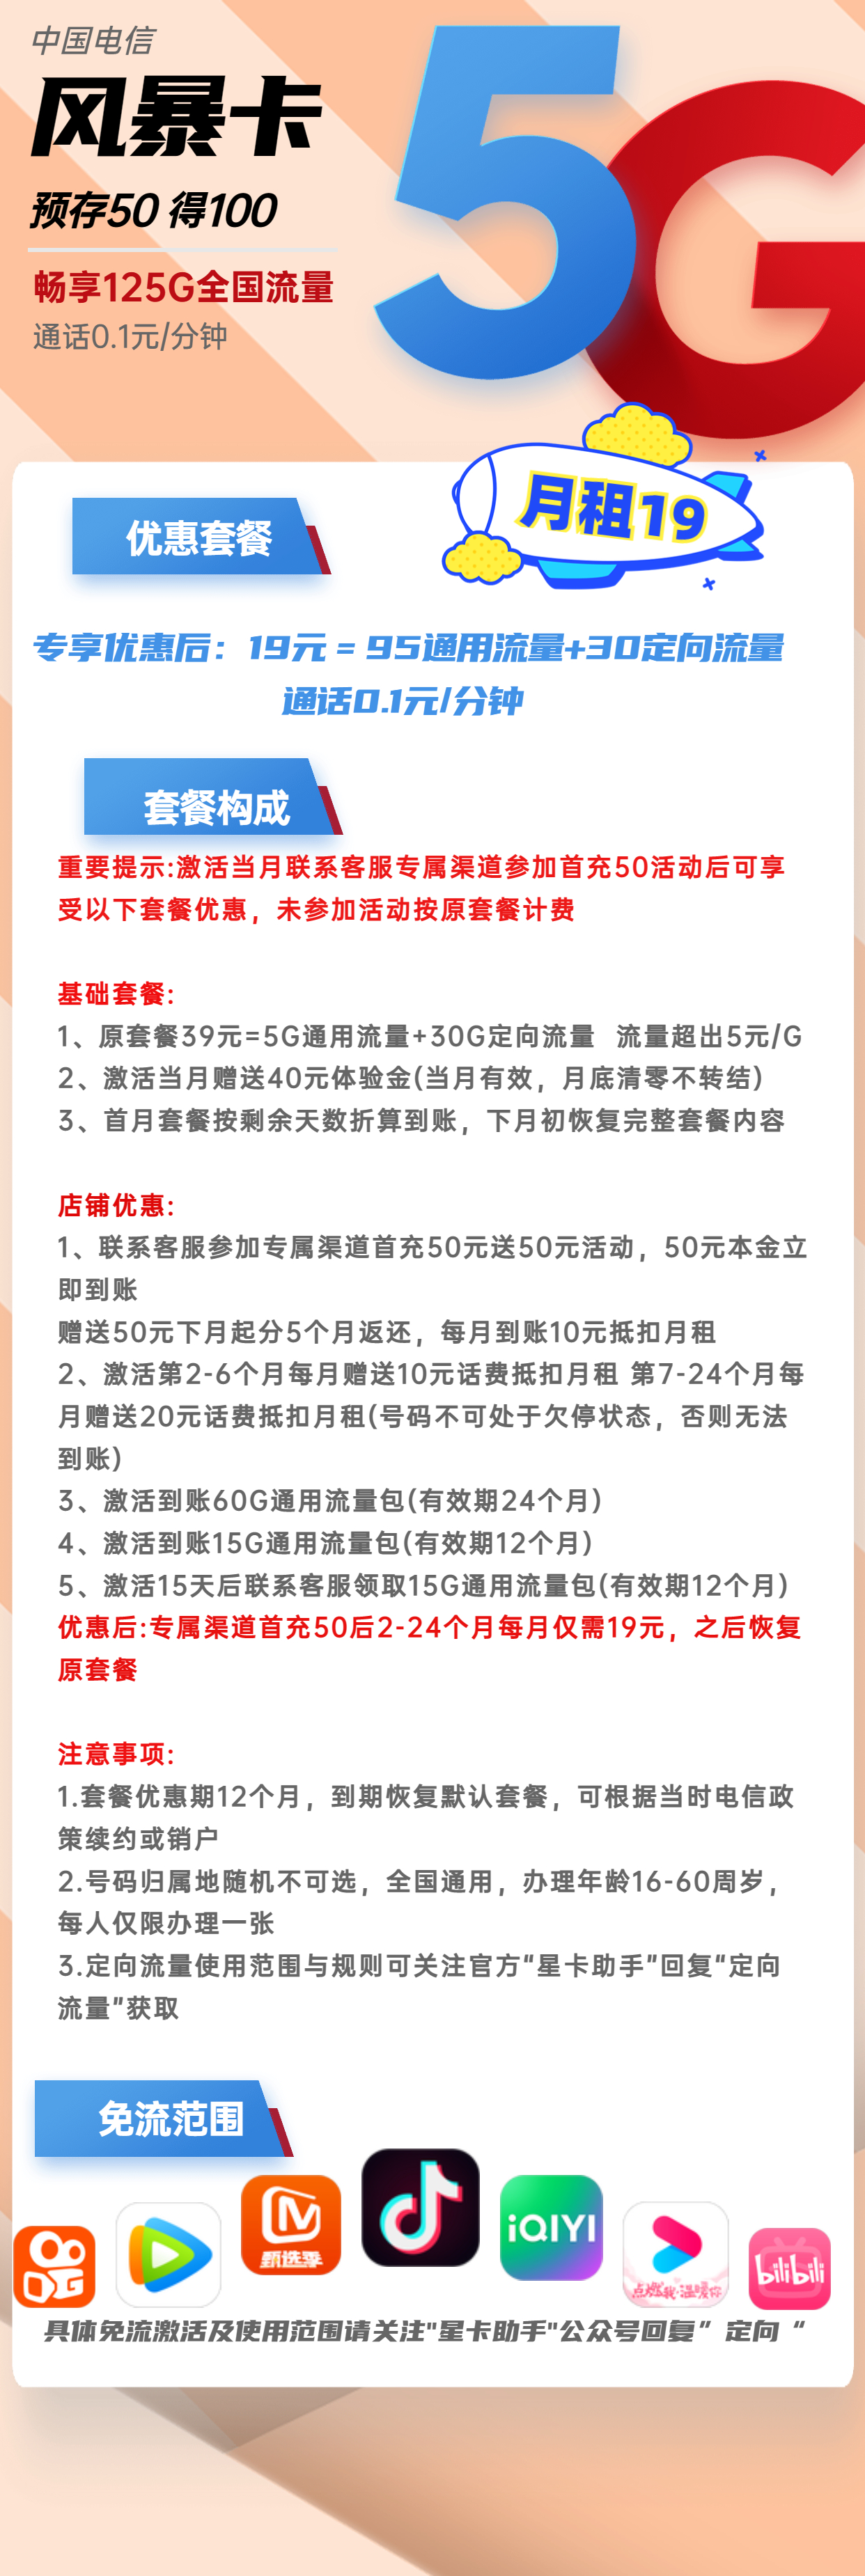 中国电信
风暴卡
预存50 得100
畅享125G全国流量
通话0.1元/分钟
5G
月租19
优惠套餐
专享优惠后：19元 = 95通用流量+30定向流量
通话0.1元/分钟
套餐构成
重要提示:激活当月联系客服专属渠道参加首充50活动后可享
受以下套餐优惠，未参加活动按原套餐计费
基础套餐:
1、原套餐39元=5G通用流量+30G定向流量 流量超出5元/G
2、激活当月赠送40元体验金(当月有效，月底清零不转结)
3、首月套餐按剩余天数折算到账，下月初恢复完整套餐内容
店铺优惠:
1、联系客服参加专属渠道首充50元送50元活动，50元本金立
即到账
赠送50元下月起分5个月返还，每月到账10元抵扣月租
2、激活第2-6个月每月赠送10元话费抵扣月租 第7-24个月每
月赠送20元话费抵扣月租(号码不可处于欠停状态，否则无法
到账)
3、激活到账60G通用流量包(有效期24个月)
4、激活到账15G通用流量包(有效期12个月)
5、激活15天后联系客服领取15G通用流量包(有效期12个月)
优惠后:专属渠道首充50后2-24个月每月仅需19元，之后恢复
原套餐
注意事项:
1.套餐优惠期12个月，到期恢复默认套餐，可根据当时电信政
策续约或销户
2.号码归属地随机不可选，全国通用，办理年龄16-60周岁，
每人仅限办理一张
3.定向流量使用范围与规则可关注官方"星卡助手"回复"定向
流量"获取
免流范围
甄选季
iQIYI
点燃我·温暖你
bilibili
具体免流激活及使用范围请关注"星卡助手"公众号回复” 定向 “